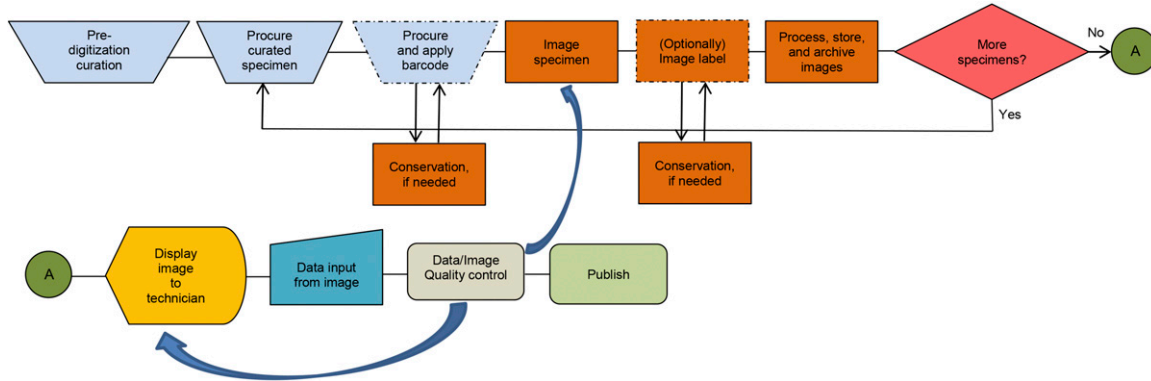 Pre-
digitization
curation
Procure
curated
specimen
Procure
and apply
barcode
Image
specimen
(Optionally)
Image label
Process, store,
and archive
images
More
specimens?
No
A
Yes
Conservation,
if needed
Conservation,
if needed
A
Display
image
to
technician
Data input
from image
Data/Image
Quality control
Publish